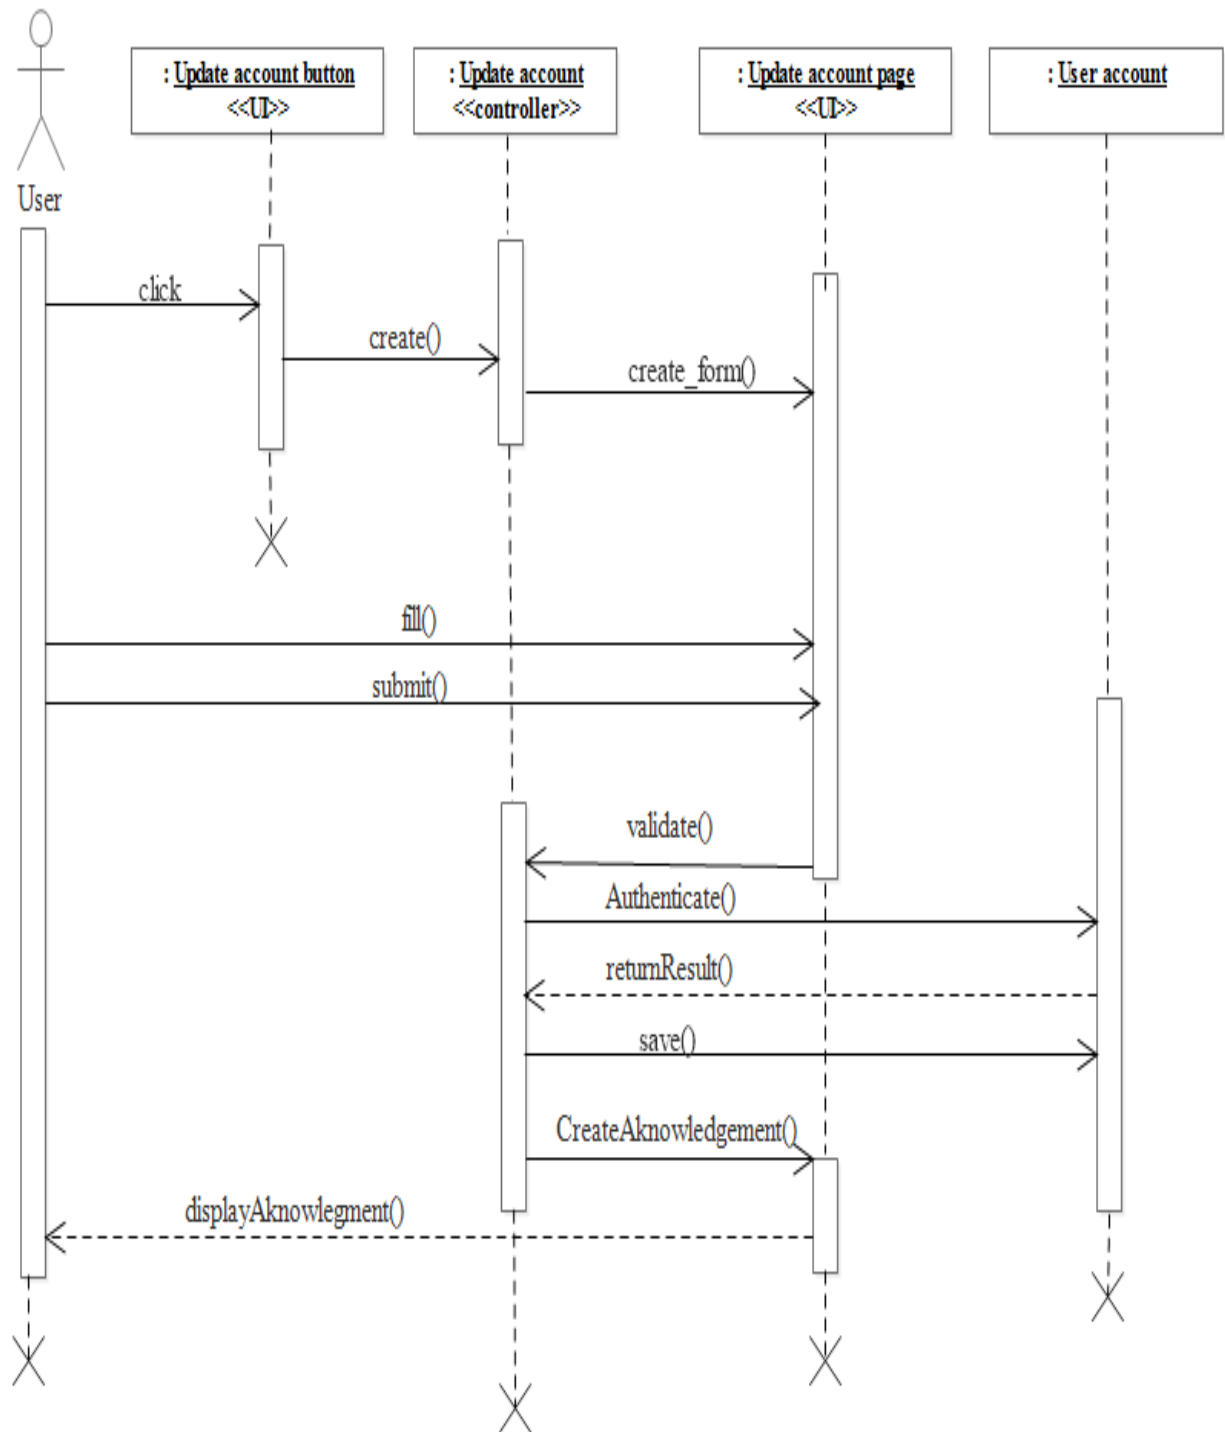 : Update account button
<<UI>>
: Update account
<<controller>>
: Update account page
<<UI>>
: User account
User
click
create()
create_form()
fill()
submit()
validate()
Authenticate()
returnResult()
save()
CreateAknowledgement()
displayAknowlegment()